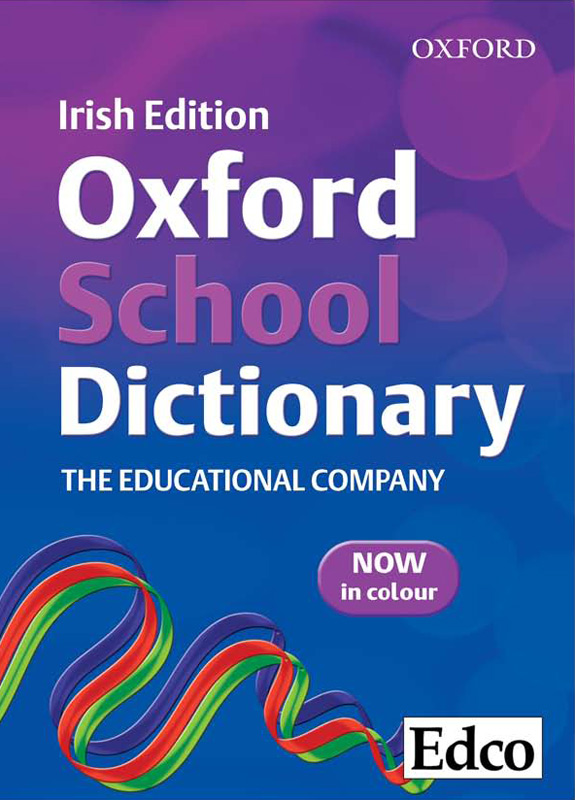 OXFORD
Irish Edition
Oxford
School
Dictionary
THE EDUCATIONAL COMPANY
NOW
in colour
Edco